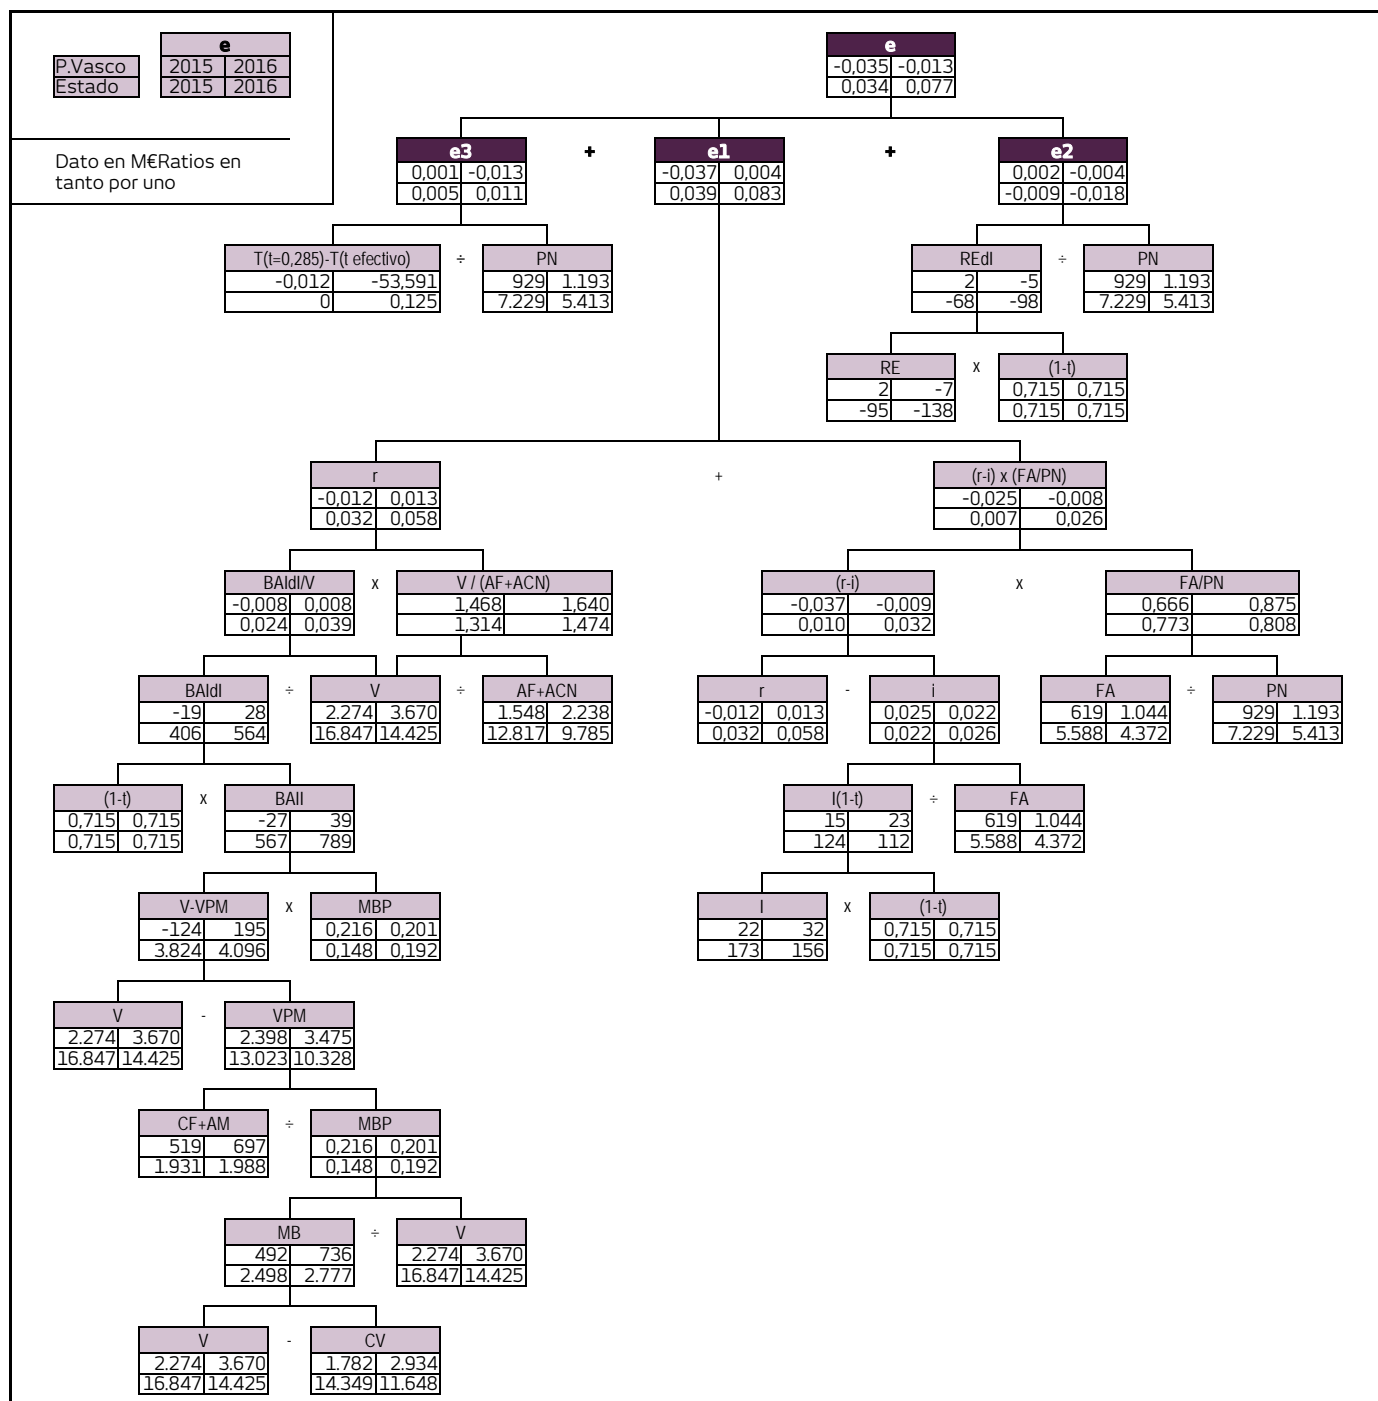 e
P.Vasco 2015 2016
Estado 2015 2016
Dato en M€Ratios en
tanto por uno
e
-0,035 -0,013
0,034 0,077
e3 + e1 + e2
0,001 -0,013 -0,037 0,004 0,002 -0,004
0,005 0,011 0,039 0,083 -0,009 -0,018
T(t=0,285)-T(t efectivo) ÷ PN REdI ÷ PN
-0,012 -53,591 929 1.193 2 -5 929 1.193
0 0,125 7.229 5.413 -68 -98 7.229 5.413
RE x (1-t)
2 -7 0,715 0,715
-95 -138 0,715 0,715
r + (r-i) x (FA/PN)
-0,012 0,013 -0,025 -0,008
0,032 0,058 0,007 0,026
BAIdI/V x V / (AF+ACN) (r-i) x FA/PN
-0,008 0,008 1,468 1,640 -0,037 -0,009 0,666 0,875
0,024 0,039 1,314 1,474 0,010 0,032 0,773 0,808
BAIdI ÷ V ÷ AF+ACN r - i FA ÷ PN
-19 28 2.274 3.670 1.548 2.238 -0,012 0,013 0,025 0,022 619 1.044 929 1.193
406 564 16.847 14.425 12.817 9.785 0,032 0,058 0,022 0,026 5.588 4.372 7.229 5.413
(1-t) x BAII I(1-t) ÷ FA
0,715 0,715 -27 39 15 23 619 1.044
0,715 0,715 567 789 124 112 5.588 4.372
V-VPM x MBP I x (1-t)
-124 195 0,216 0,201 22 32 0,715 0,715
3.824 4.096 0,148 0,192 173 156 0,715 0,715
V - VPM
2.274 3.670 2.398 3.475
16.847 14.425 13.023 10.328
CF+AM ÷ MBP
519 697 0,216 0,201
1.931 1.988 0,148 0,192
MB ÷ V
492 736 2.274 3.670
2.498 2.777 16.847 14.425
V - CV
2.274 3.670 1.782 2.934
16.847 14.425 14.349 11.648